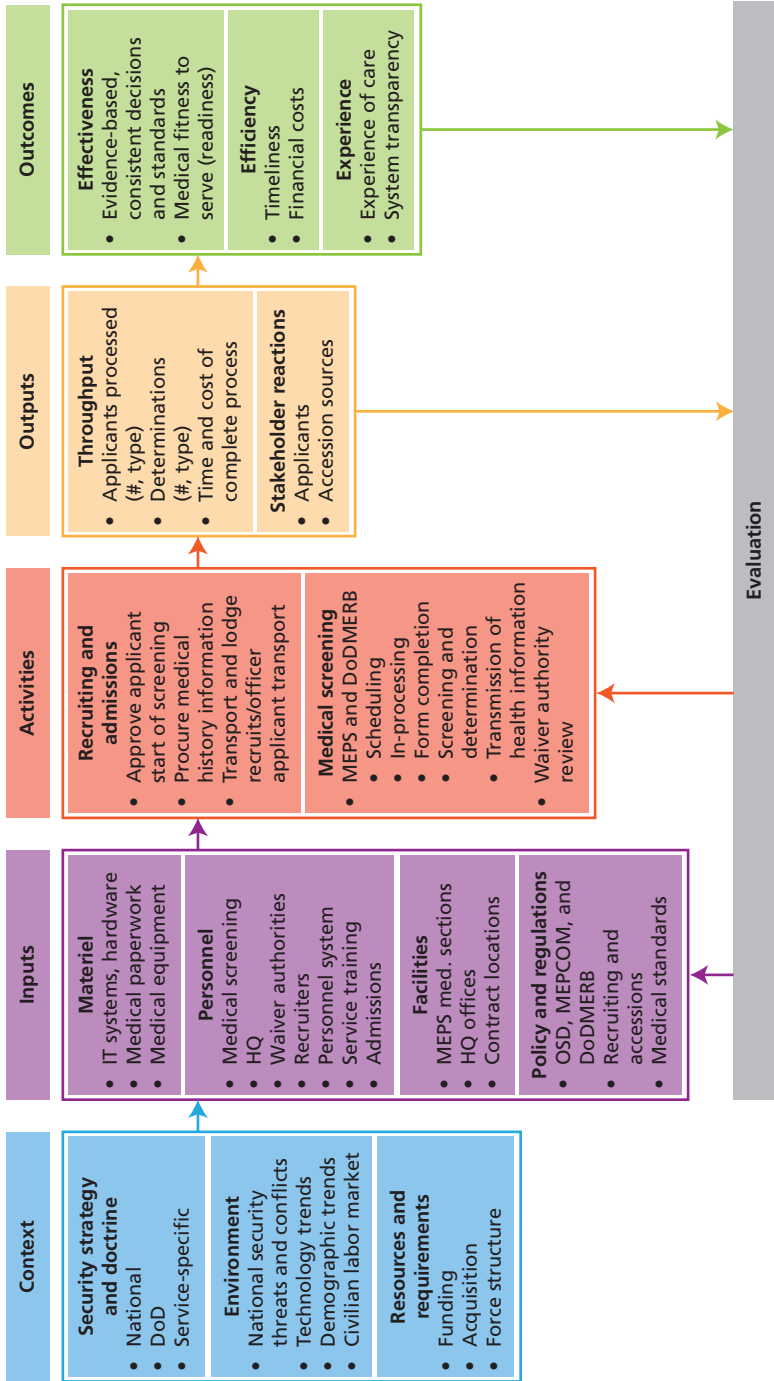 Context
Security strategy
and doctrine
• National
• DoD
• Service-specific
Environment
• National security
threats and conflicts
• Technology trends
• Demographic trends
• Civilian labor market
Resources and
requirements
• Funding
• Acquisition
• Force structure
Inputs
Materiel
• IT systems, hardware
• Medical paperwork
• Medical equipment
Personnel
• Medical screening
• HQ
• Waiver authorities
• Recruiters
• Personnel system
• Service training
• Admissions
Facilities
• MEPS med. sections
• HQ offices
• Contract locations
Policy and regulations
• OSD, MEPCOM, and
DoDMERB
• Recruiting and
accessions
• Medical standards
Activities
Recruiting and
admissions
• Approve applicant
start of screening
• Procure medical
history information
• Transport and lodge
recruits/officer
applicant transport
Medical screening
• MEPS and DoDMERB
• Scheduling
• In-processing
• Form completion
• Screening and
determination
• Transmission of
health information
• Waiver authority
review
Outputs
Throughput
• Applicants processed
(#, type)
• Determinations
(#, type)
• Time and cost of
complete process
Stakeholder reactions
• Applicants
• Accession sources
Outcomes
Effectiveness
• Evidence-based,
consistent decisions
and standards
• Medical fitness to
serve (readiness)
Efficiency
• Timeliness
• Financial costs
Experience
• Experience of care
• System transparency
Evaluation